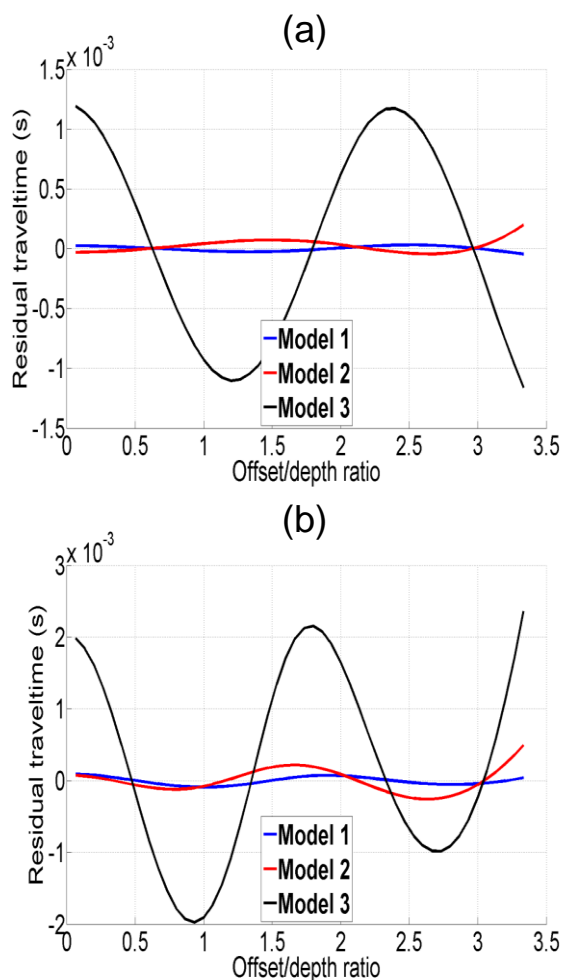 (a)
× 10 -3
1.5
1
0.5
0
-0.5
-1
-1.5
Residual traveltime (s)
Model 1
Model 2
Model 3
0 0.5 1 1.5 2 2.5 3 3.5
Offset/depth ratio
(b)
× 10 -3
3
2
1
0
-1
-2
Residual traveltime (s)
Model 1
Model 2
Model 3
0 0.5 1 1.5 2 2.5 3 3.5
Offset/depth ratio